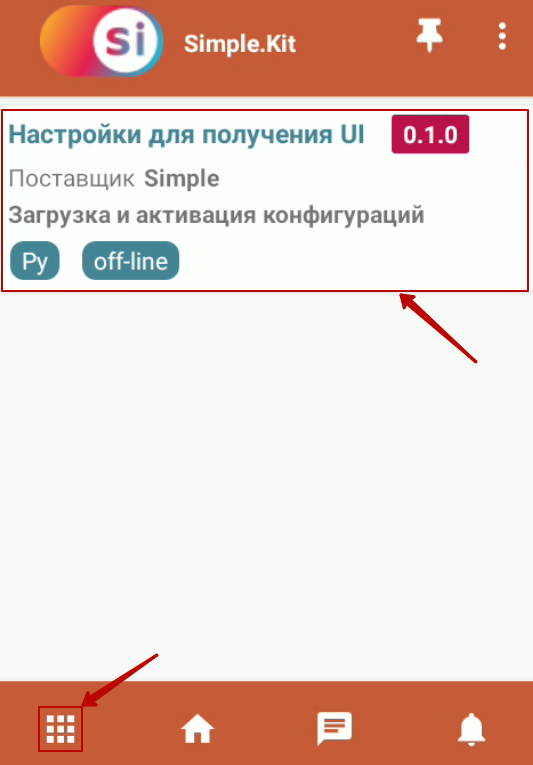 Si Simple.Kit
Настройки для получения UI 0.1.0
Поставщик Simple
Загрузка и активация конфигураций
Py off-line